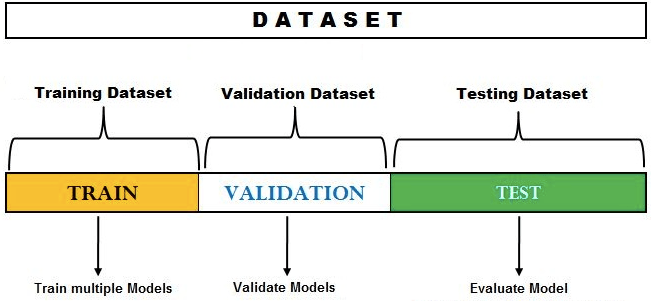 DATASET
Training Dataset
Validation Dataset
Testing Dataset
TRAIN
VALIDATION
TEST
Train multiple Models
Validate Models
Evaluate Model